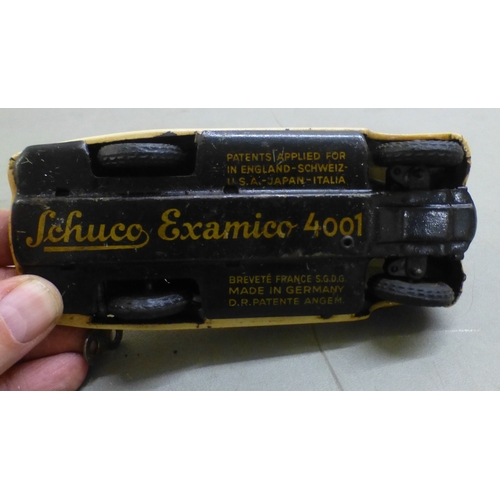 PATENTS APPLIED FOR
IN ENGLAND-SCHWEIZ-
U.S.A.-JAPAN-ITALIA
Schuco Examico 4001
BREVETÉ FRANCE S.G.D.G.
MADE IN GERMANY
D.R.PATENTE ANGEM.